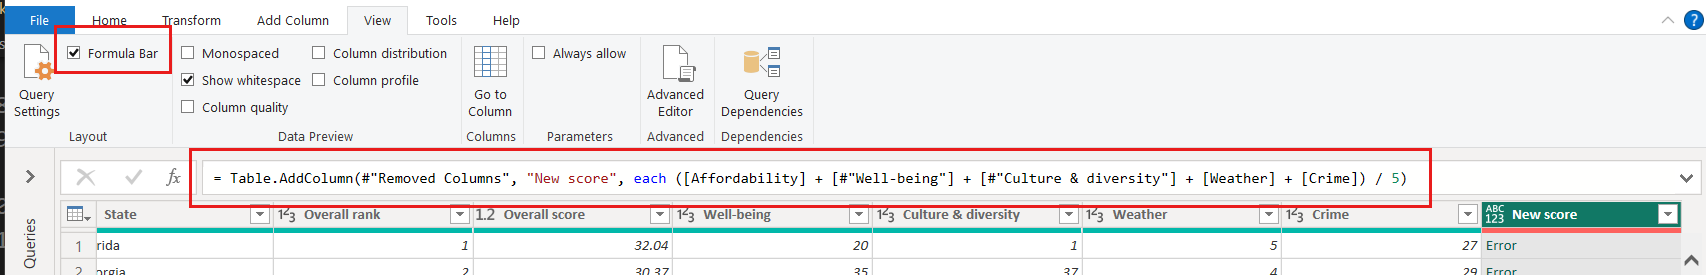 File Home Transform Add Column View Tools Help
Formula Bar Monospaced Column distribution Always allow
Show whitespace Column profile
Column quality
Query Settings
Go to Column
Advanced Editor
Query Dependencies
Layout Data Preview Columns Parameters Advanced Dependencies
fx = Table.AddColumn(#"Removed Columns", "New score", each ([Affordability] + [#"Well-being"] + [#"Culture & diversity"] + [Weather] + [Crime]) / 5)
Queries
State 123 Overall rank 1.2 Overall score 123 Well-being 123 Culture & diversity 123 Weather 123 Crime ABC 123 New score
1 rida 1 32.04 20 1 5 27 Error
2 orgia 2 30.37 35 37 4 29 Error